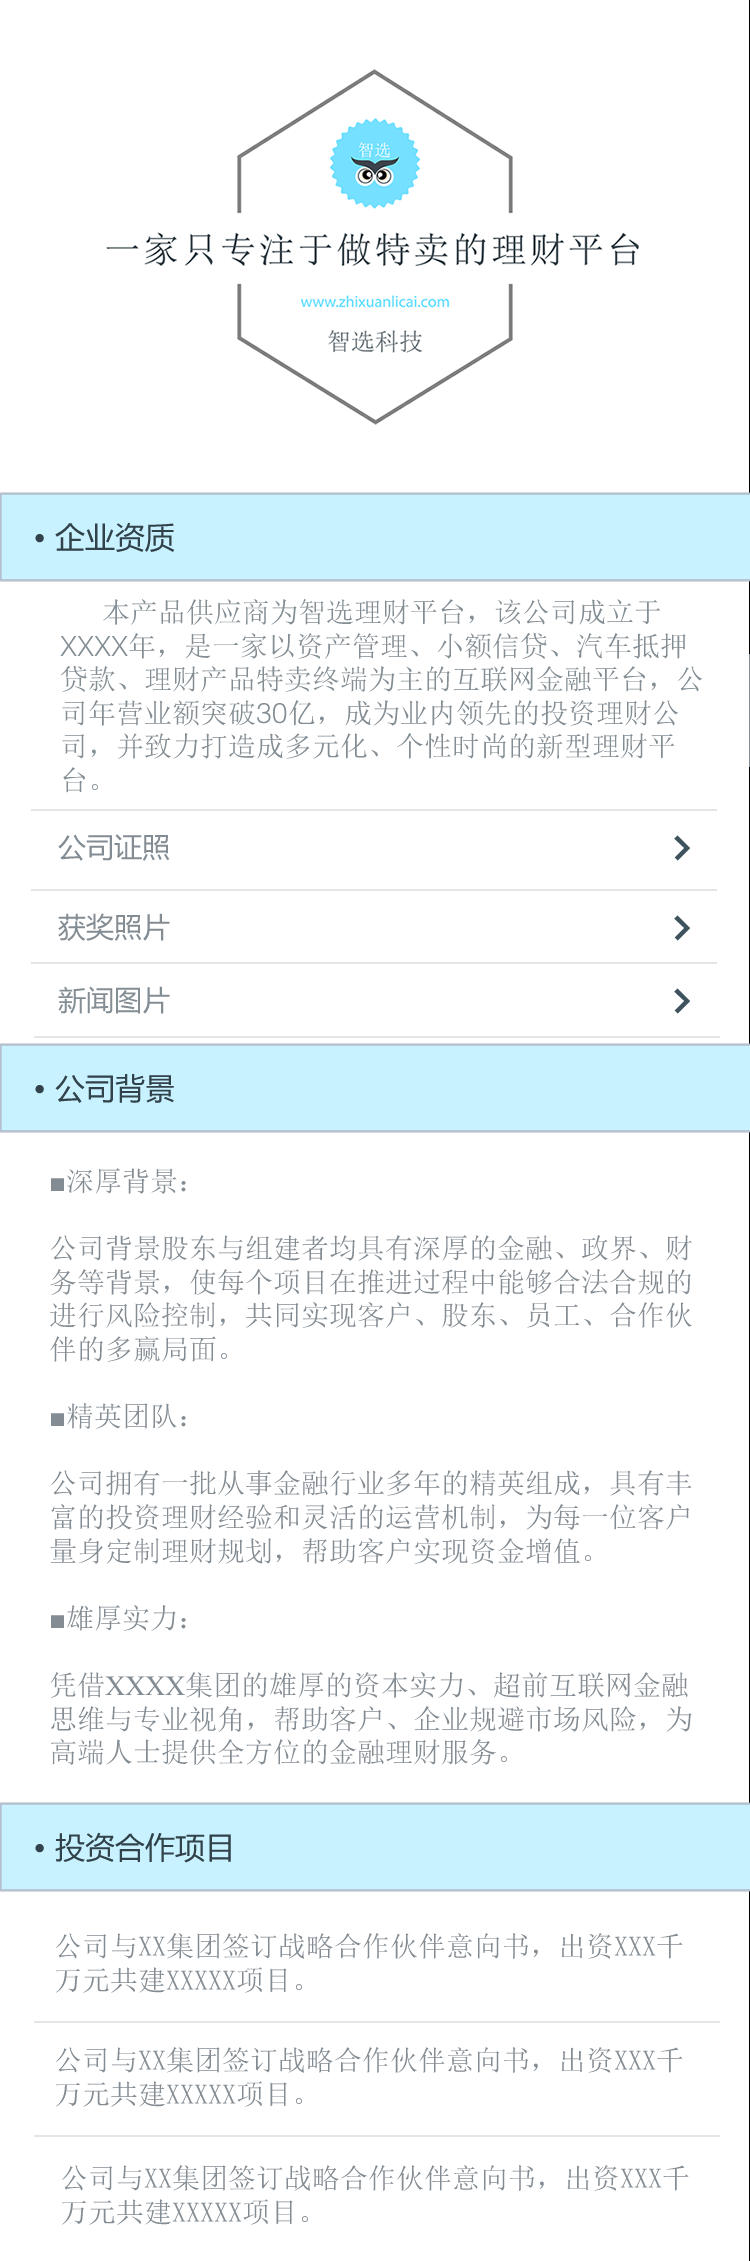 智选
一家只专注于做特卖的理财平台
www.zhixuanlicai.com
智选科技
• 企业资质
本产品供应商为智选理财平台，该公司成立于
XXXX年，是一家以资产管理、小额信贷、汽车抵押
贷款、理财产品特卖终端为主的互联网金融平台，公
司年营业额突破30亿，成为业内领先的投资理财公
司，并致力打造成多元化、个性时尚的新型理财平
台。
公司证照
获奖照片
新闻图片
• 公司背景
■深厚背景：
公司背景股东与组建者均具有深厚的金融、政界、财
务等背景，使每个项目在推进过程中能够合法合规的
进行风险控制，共同实现客户、股东、员工、合作伙
伴的多赢局面。
■精英团队：
公司拥有一批从事金融行业多年的精英组成，具有丰
富的投资理财经验和灵活的运营机制，为每一位客户
量身定制理财规划，帮助客户实现资金增值。
■雄厚实力：
凭借XXXX集团的雄厚的资本实力、超前互联网金融
思维与专业视角，帮助客户、企业规避市场风险，为
高端人士提供全方位的金融理财服务。
• 投资合作项目
公司与XX集团签订战略合作伙伴意向书，出资XXX千
万元共建XXXXX项目。
公司与XX集团签订战略合作伙伴意向书，出资XXX千
万元共建XXXXX项目。
公司与XX集团签订战略合作伙伴意向书，出资XXX千
万元共建XXXXX项目。